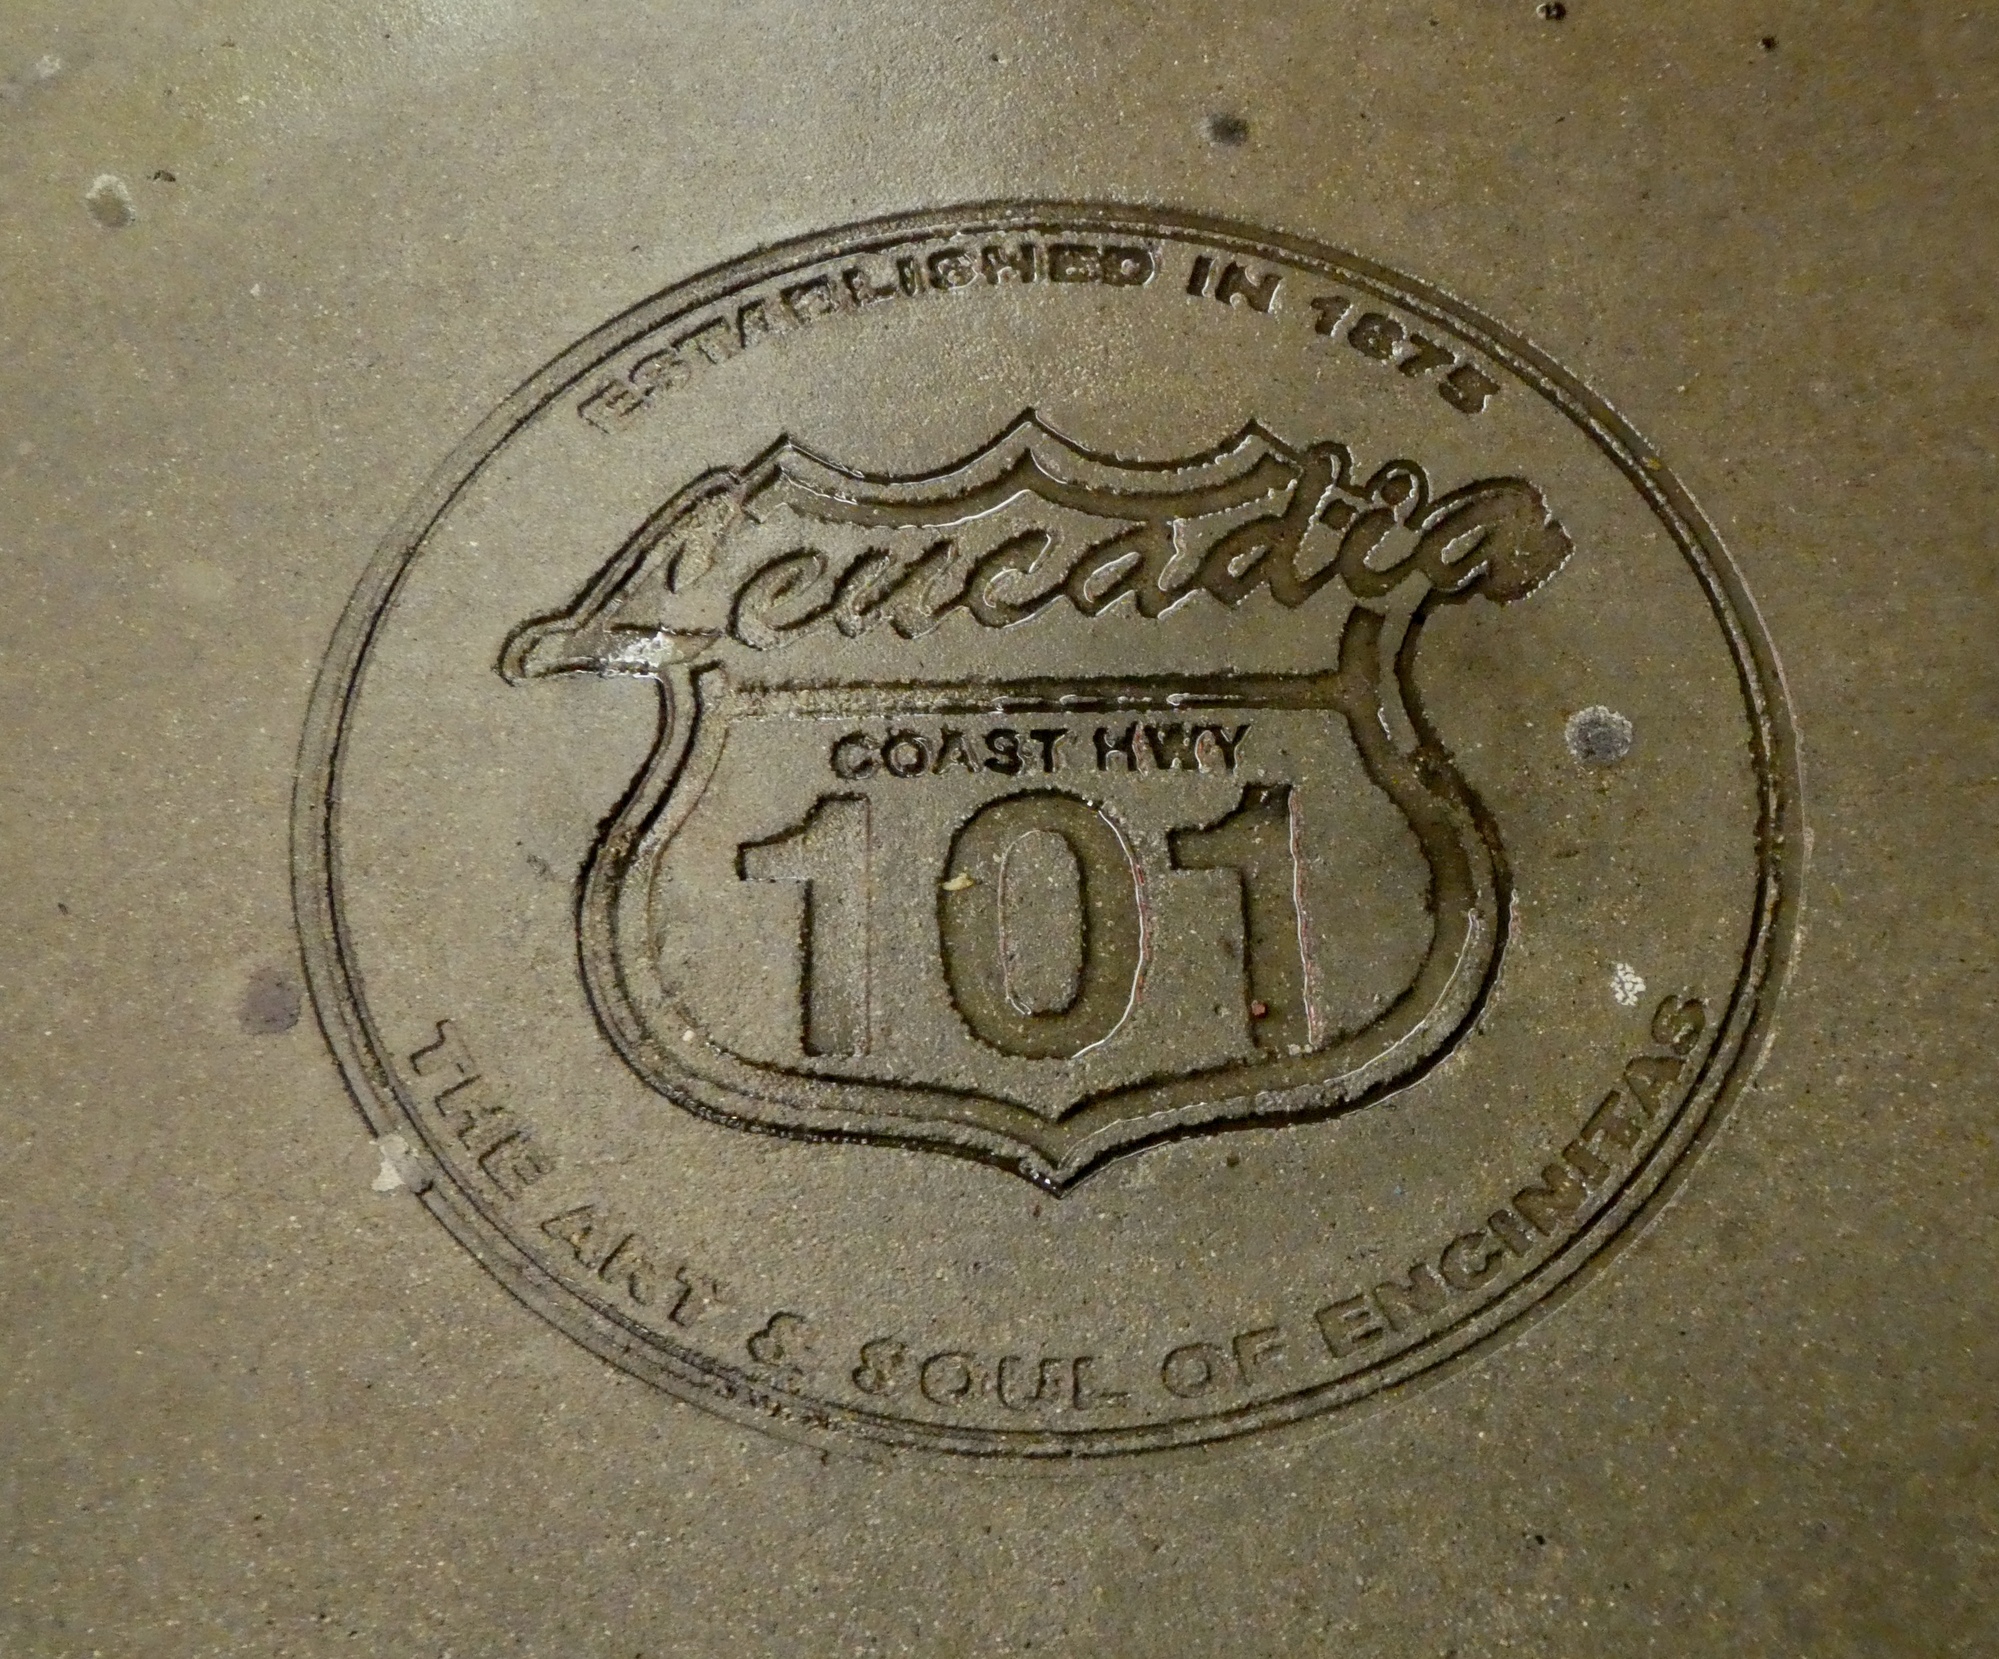 ESTABLISHED IN 1875
Leucadia
COAST HWY
101
THE ART & SOUL OF ENCINITAS